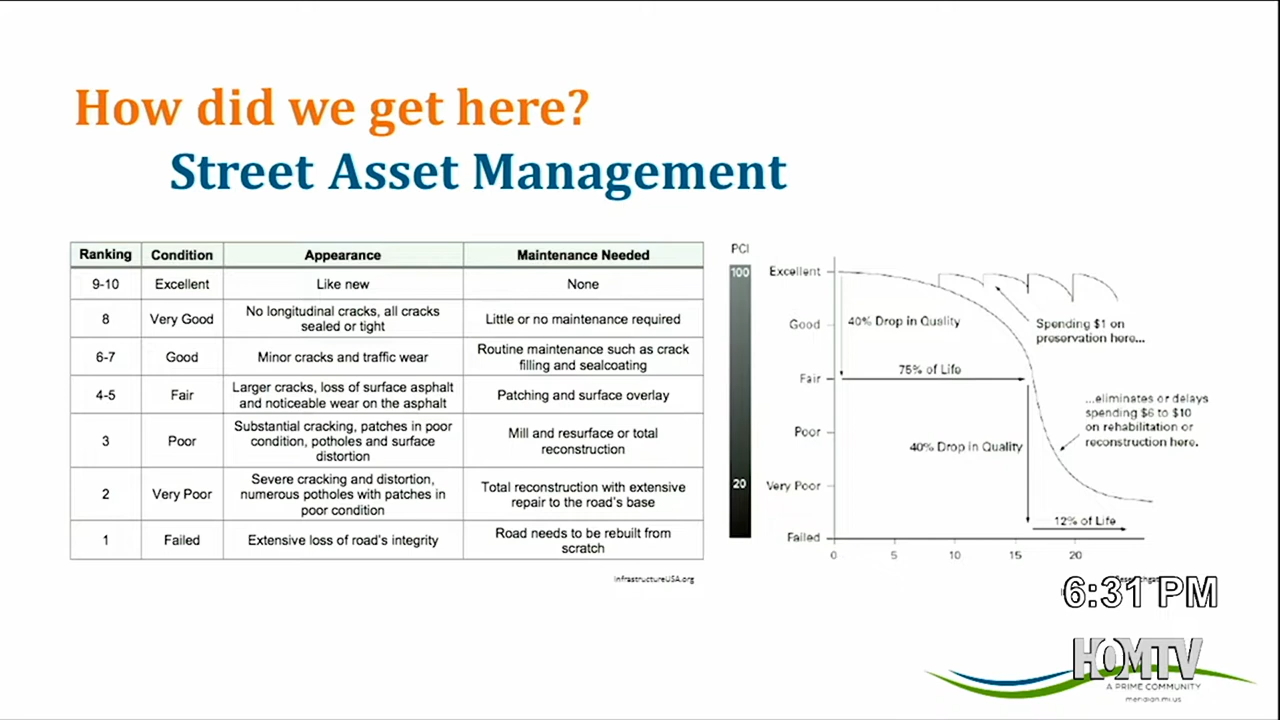 How did we get here?
Street Asset Management
Ranking Condition Appearance Maintenance Needed
9-10 Excellent Like new None
8 Very Good No longitudinal cracks, all cracks
sealed or tight Little or no maintenance required
6-7 Good Minor cracks and traffic wear Routine maintenance such as crack
filling and sealcoating
4-5 Fair Larger cracks, loss of surface asphalt
and noticeable wear on the asphalt Patching and surface overlay
3 Poor Substantial cracking, patches in poor
condition, potholes and surface
distortion Mill and resurface or total
reconstruction
2 Very Poor Severe cracking and distortion,
numerous potholes with patches in
poor condition Total reconstruction with extensive
repair to the road's base
1 Failed Extensive loss of road's integrity Road needs to be rebuilt from
scratch
InfrastructureUSA.org
PCI
100
20
Excellent
Good
Fair
Poor
Very Poor
Failed
40% Drop in Quality
75% of Life
Spending $1 on
preservation here...
...eliminates or delays
spending $6 to $10
on rehabilitation or
reconstruction here.
40% Drop in Quality
12% of Life
0 5 10 15 20
6:31 PM
HOMTV
A PRIME COMMUNITY
meridian.mi.us